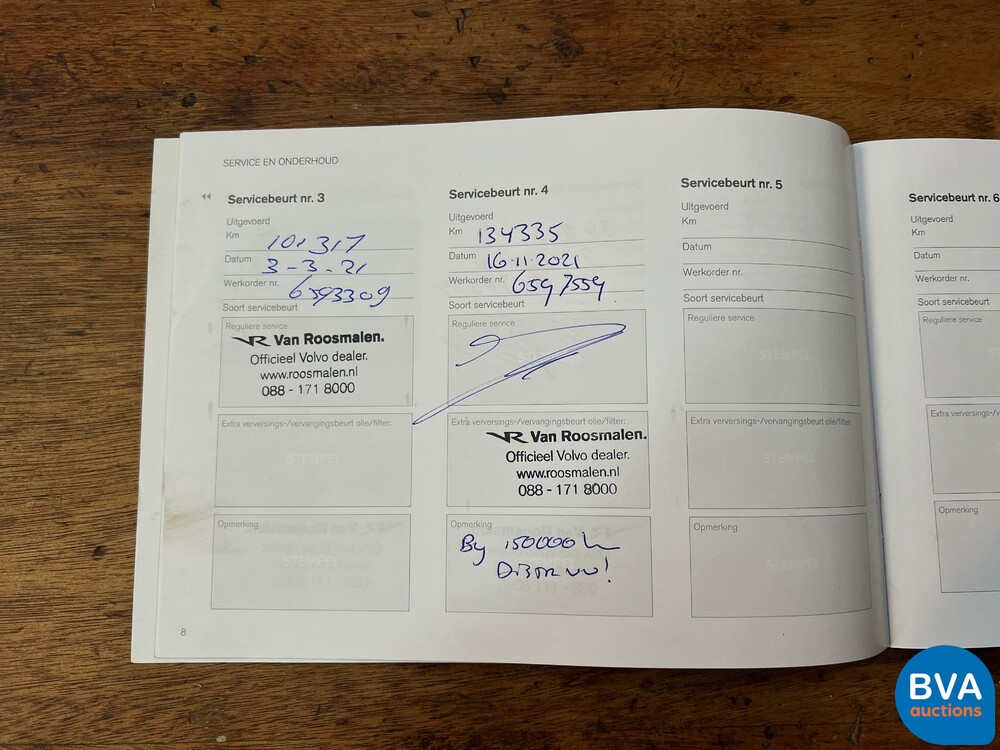 SERVICE EN ONDERHOUD
Servicebeurt nr. 3
Uitgevoerd
Km 101317
Datum 3-3-21
Werkorder nr. 6593309
Soort servicebeurt
Reguliere service
Van Roosmalen.
Officieel Volvo dealer.
www.roosmalen.nl
088 - 171 8000
Extra verversings-/vervangingsbeurt olie/filter:
STEMPEL
Opmerking
STEMPEL
8
Servicebeurt nr. 4
Uitgevoerd
Km 134335
Datum 16-11-2021
Werkorder nr. 6597559
Soort servicebeurt
Reguliere service
Extra verversings-/vervangingsbeurt olie/filter:
Van Roosmalen.
Officieel Volvo dealer.
www.roosmalen.nl
088 - 171 8000
Opmerking
By 150000
Servicebeurt nr. 5
Uitgevoerd
Km
Datum
Werkorder nr.
Soort servicebeurt
Reguliere service
STEMPEL
Extra verversings-/vervangingsbeurt olie/filter:
STEMPEL
Opmerking
STEMPEL
Servicebeurt nr. 6
Uitgevoerd
Km
Datum
Werkorder nr.
Soort servicebeurt
Reguliere service
Extra verversings-/
Opmerking
BVA
auctions